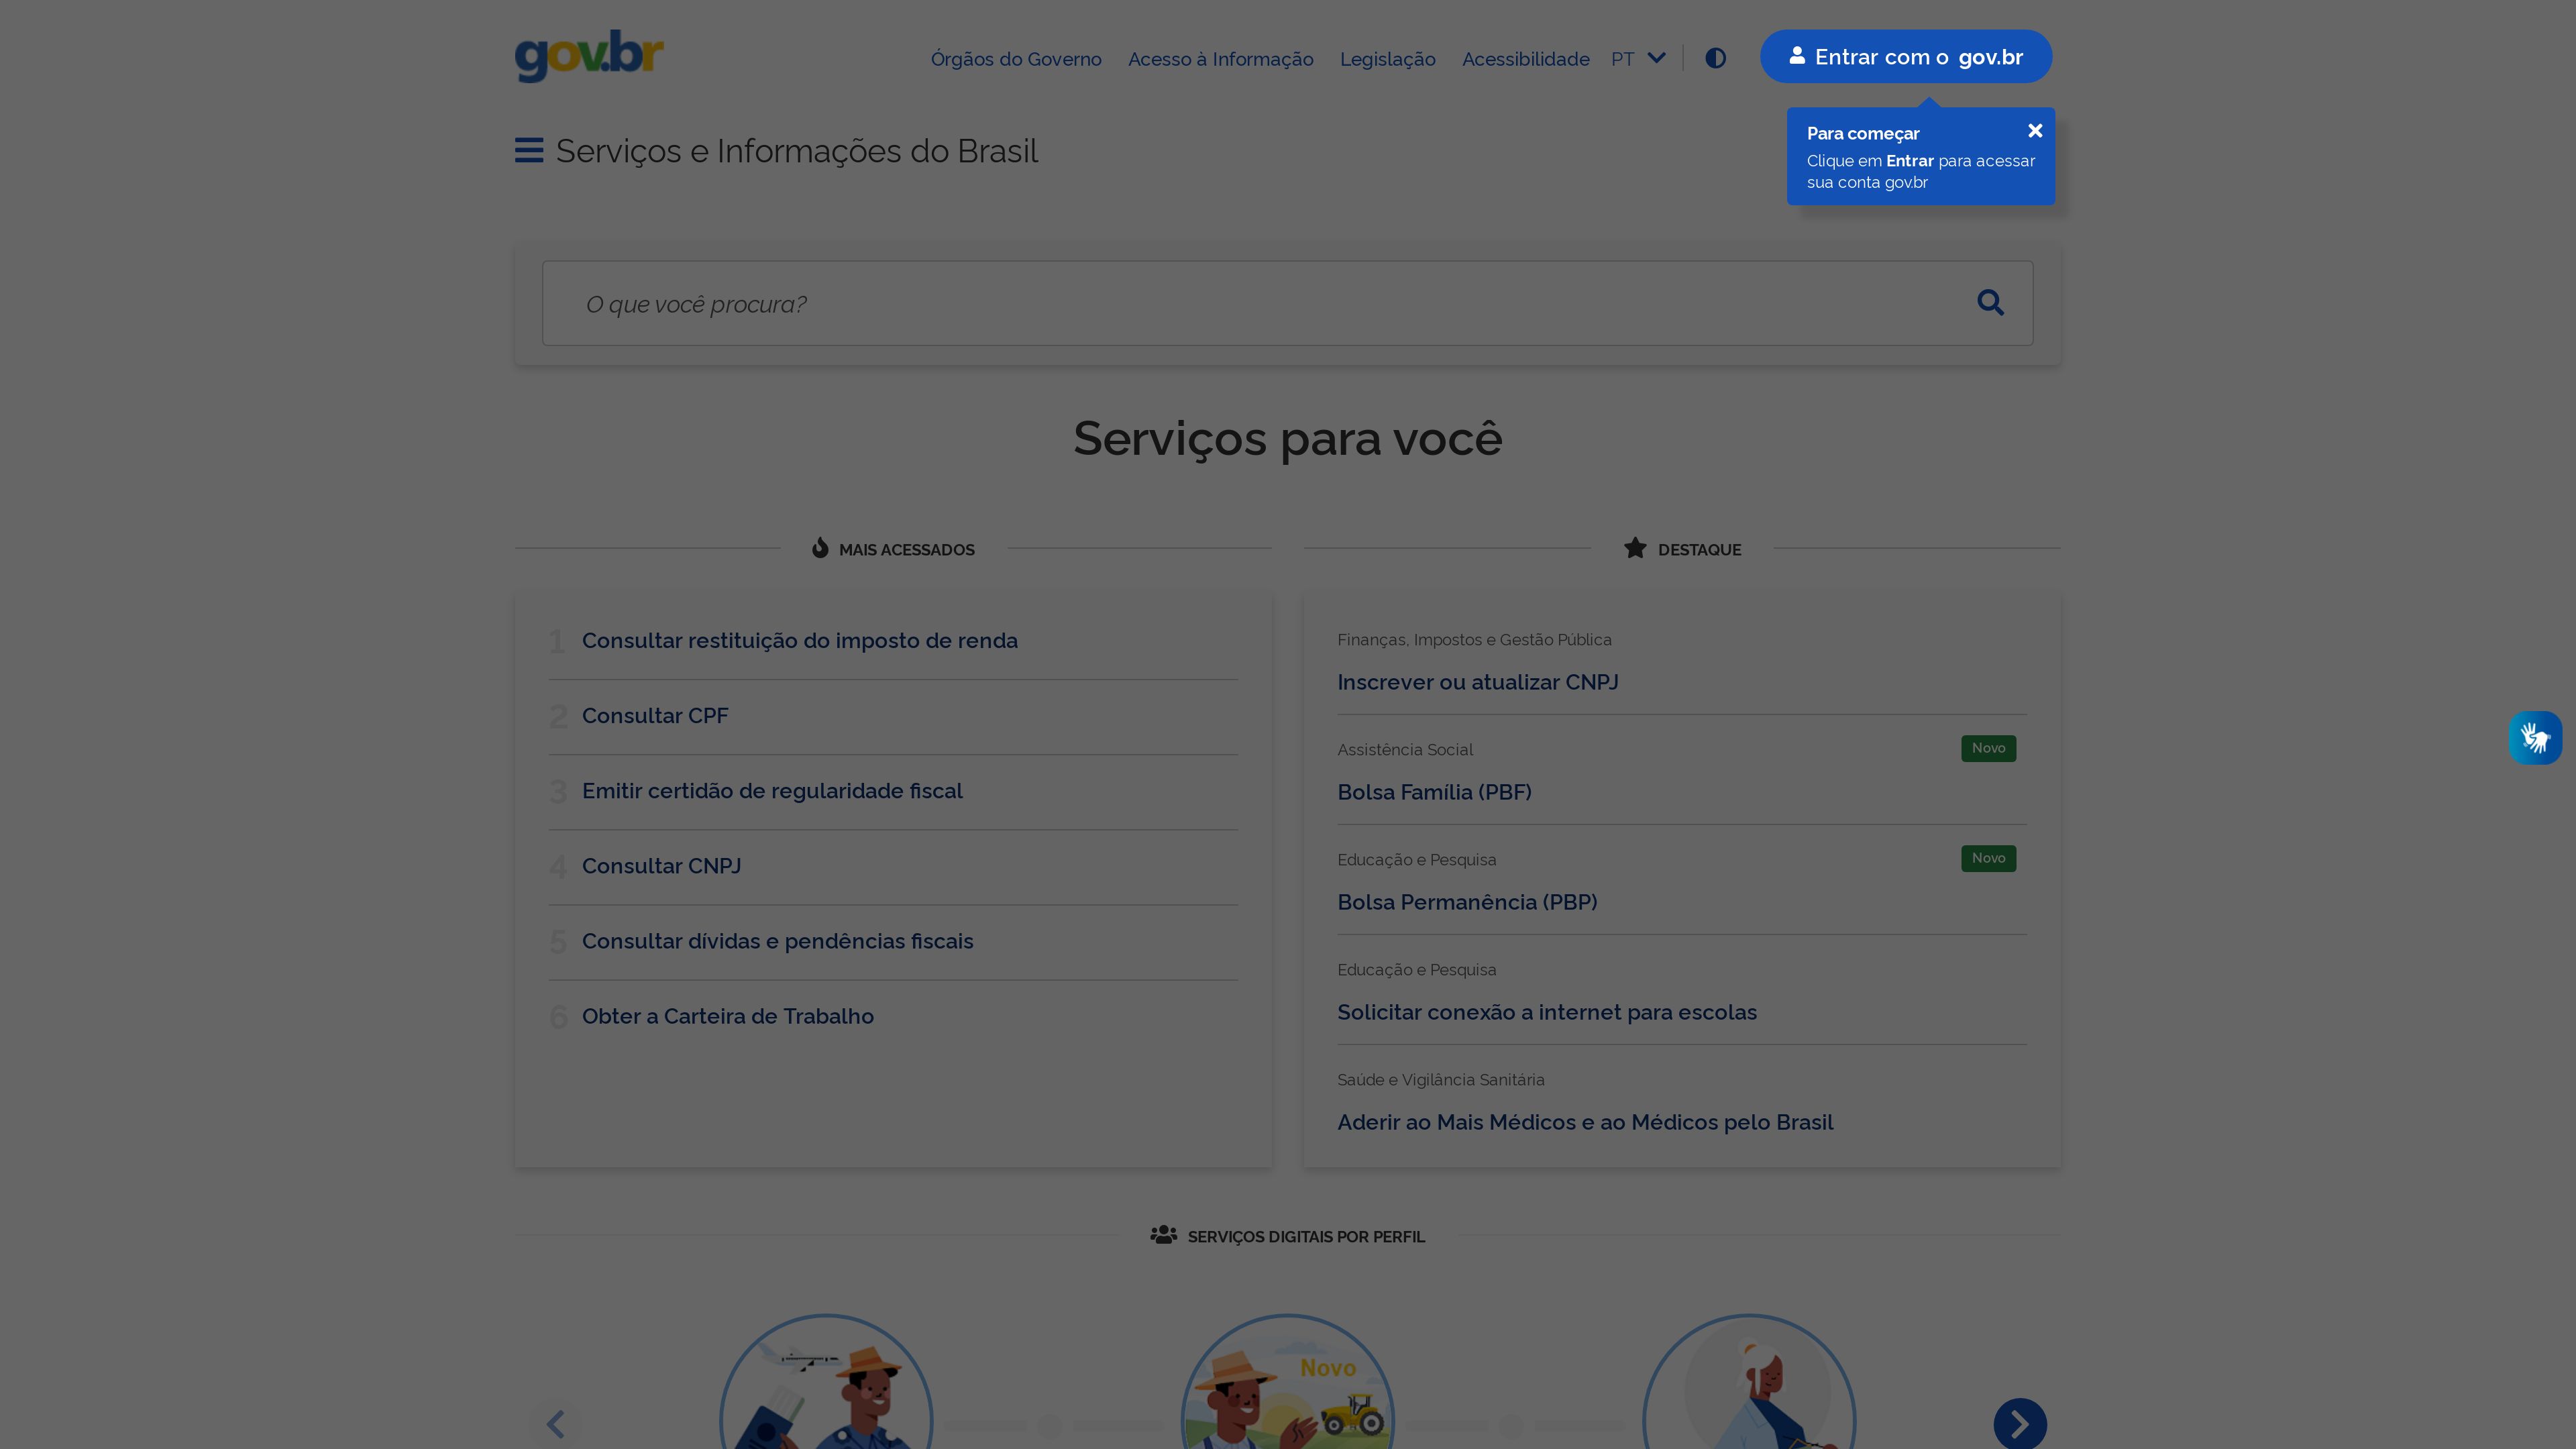 gov.br
Órgãos do Governo
Acesso à Informação
Legislação
Acessibilidade
PT
Entrar com o gov.br
Para começar
Clique em Entrar para acessar
sua conta gov.br
Serviços e Informações do Brasil
O que você procura?
Serviços para você
MAIS ACESSADOS
1 Consultar restituição do imposto de renda
2 Consultar CPF
3 Emitir certidão de regularidade fiscal
4 Consultar CNPJ
5 Consultar dívidas e pendências fiscais
6 Obter a Carteira de Trabalho
DESTAQUE
Finanças, Impostos e Gestão Pública
Inscrever ou atualizar CNPJ
Assistência Social
Novo
Bolsa Família (PBF)
Educação e Pesquisa
Novo
Bolsa Permanência (PBP)
Educação e Pesquisa
Solicitar conexão a internet para escolas
Saúde e Vigilância Sanitária
Aderir ao Mais Médicos e ao Médicos pelo Brasil
SERVIÇOS DIGITAIS POR PERFIL
Novo